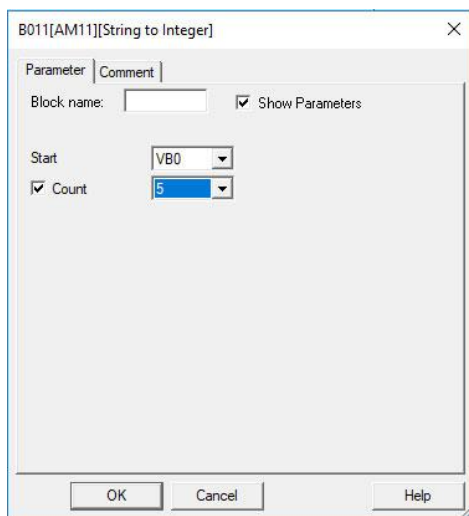 B011[AM11][String to Integer]
Parameter Comment
Block name: Show Parameters
Start VB0
Count 5
OK Cancel Help